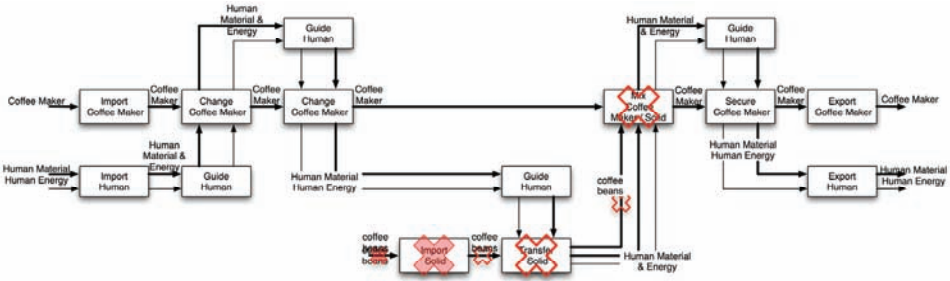 Human
Material &
Energy
Guide
Human
Human Material
& Energy
Guide
Human
Coffee Maker
Import
Coffee Maker
Coffee
Maker
Change
Coffee Maker
Coffee
Maker
Change
Coffee Maker
Coffee
Maker
Mix
Coffee
Maker/Solid
Coffee
Maker
Secure
Coffee Maker
Coffee
Maker
Export
Coffee Maker
Coffee Maker
Human
Material &
Energy
Human Material
Human Energy
Import
Human
Guide
Human
Human Material
Human Energy
Guide
Human
coffee
beans
Human Material
Human Energy
Export
Human
Human Material
Human Energy
coffee
beans
coffee
beans
Import
Solid
coffee
beans
Transfer
Solid
Human Material
& Energy